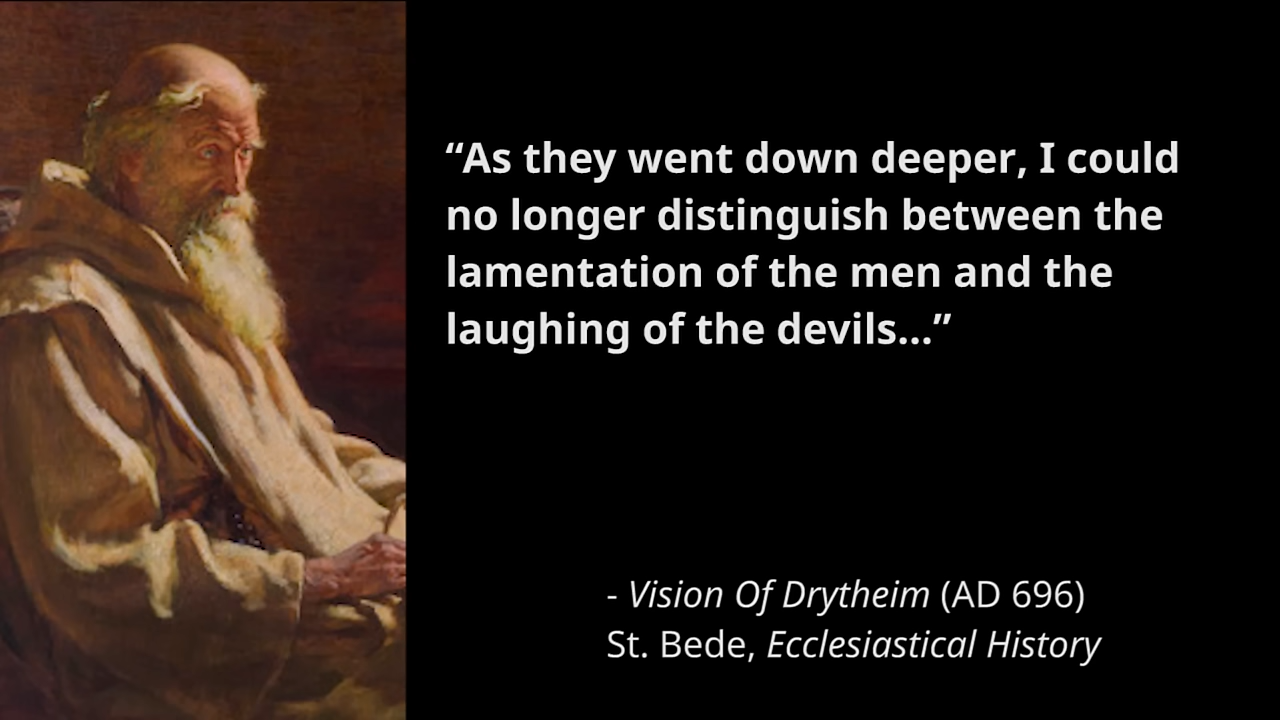 “As they went down deeper, I could
no longer distinguish between the
lamentation of the men and the
laughing of the devils...”
- Vision Of Drytheim (AD 696)
St. Bede, Ecclesiastical History